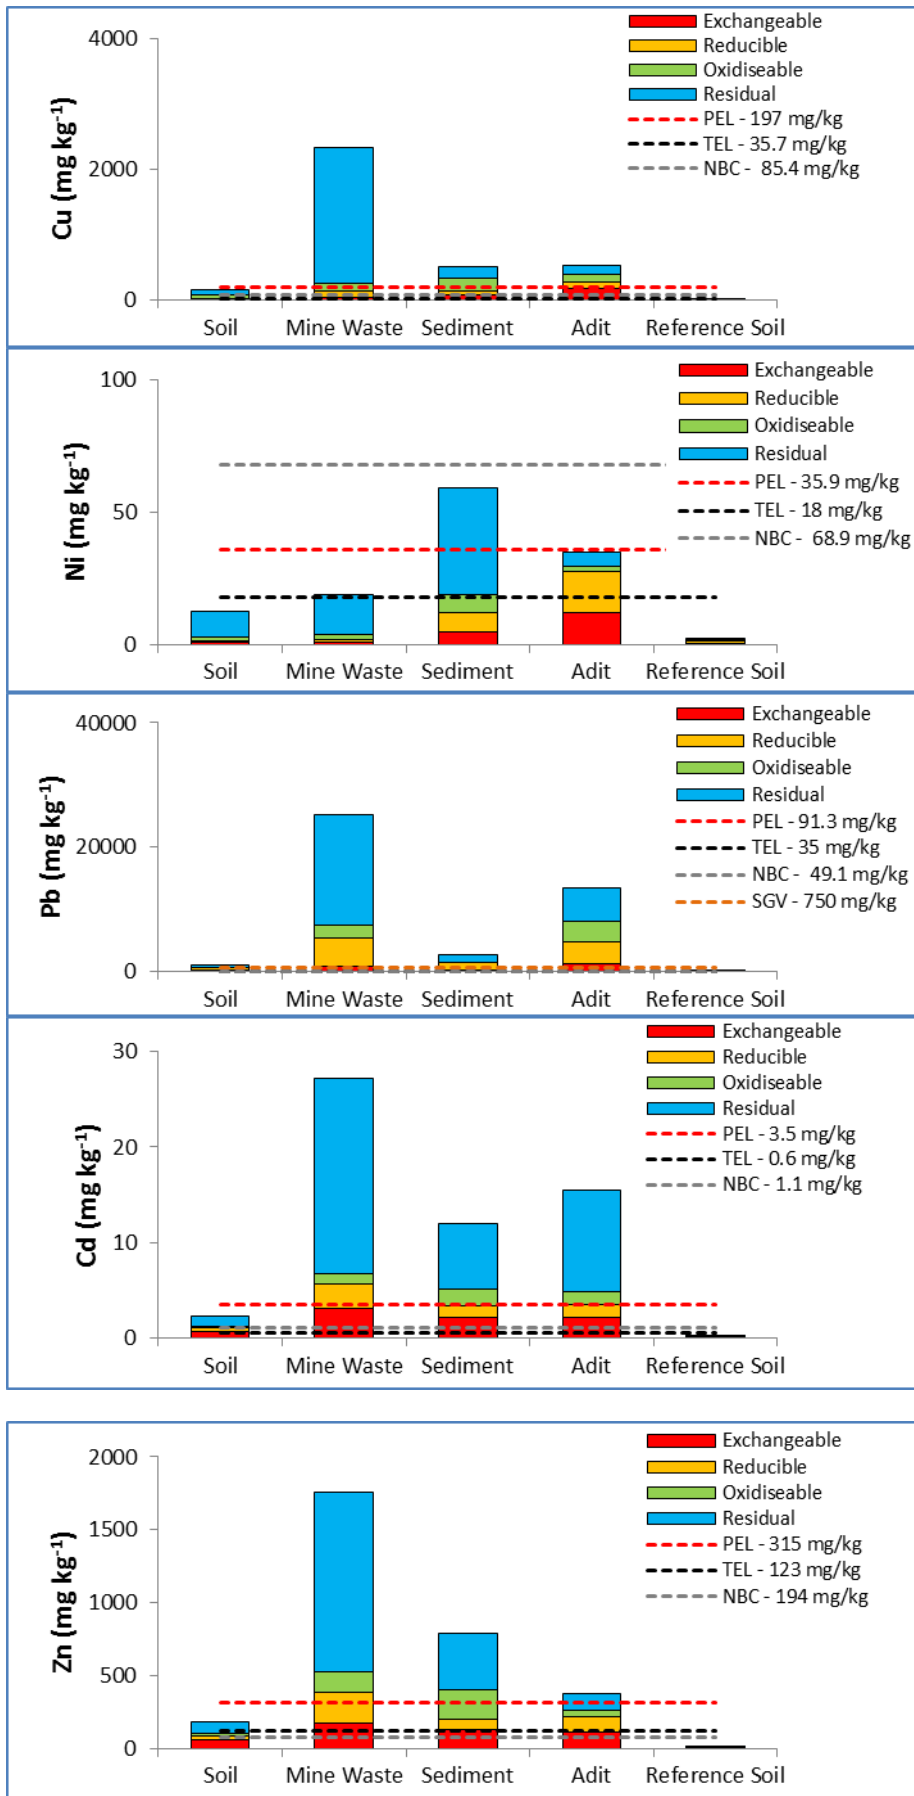 Exchangeable
Reducible
Oxidiseable
Residual
PEL - 197 mg/kg
TEL - 35.7 mg/kg
NBC - 85.4 mg/kg
Cu (mg kg⁻¹)
4000
2000
0
Soil Mine Waste Sediment Adit Reference Soil
Exchangeable
Reducible
Oxidiseable
Residual
PEL - 35.9 mg/kg
TEL - 18 mg/kg
NBC - 68.9 mg/kg
Ni (mg kg⁻¹)
100
50
0
Soil Mine Waste Sediment Adit Reference Soil
Exchangeable
Reducible
Oxidiseable
Residual
PEL - 91.3 mg/kg
TEL - 35 mg/kg
NBC - 49.1 mg/kg
SGV - 750 mg/kg
Pb (mg kg⁻¹)
40000
20000
0
Soil Mine Waste Sediment Adit Reference Soil
Exchangeable
Reducible
Oxidiseable
Residual
PEL - 3.5 mg/kg
TEL - 0.6 mg/kg
NBC - 1.1 mg/kg
Cd (mg kg⁻¹)
30
20
10
0
Soil Mine Waste Sediment Adit Reference Soil
Exchangeable
Reducible
Oxidiseable
Residual
PEL - 315 mg/kg
TEL - 123 mg/kg
NBC - 194 mg/kg
Zn (mg kg⁻¹)
2000
1500
1000
500
0
Soil Mine Waste Sediment Adit Reference Soil